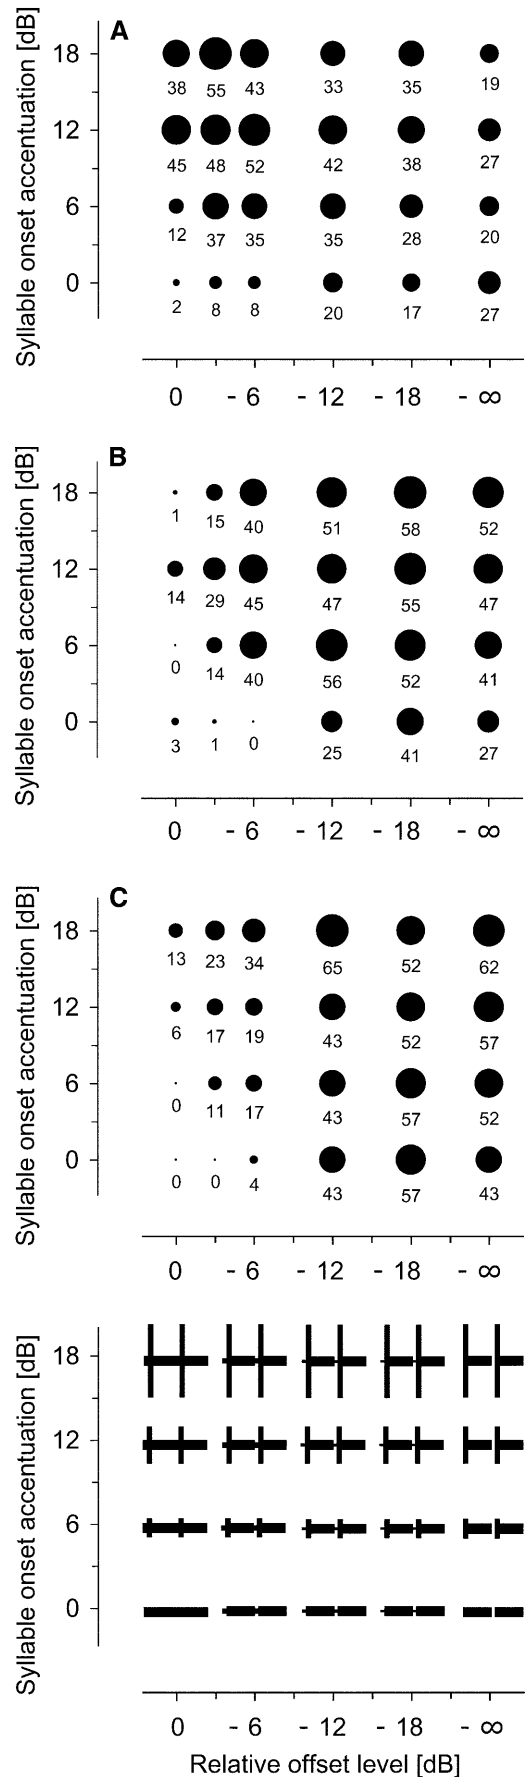 A
Syllable onset accentuation [dB]
18
38 55 43 33 35 19
12
45 48 52 42 38 27
6
12 37 35 35 28 20
0
2 8 8 20 17 27
0 - 6 - 12 - 18 - ∞
B
Syllable onset accentuation [dB]
18
1 15 40 51 58 52
12
14 29 45 47 55 47
6
0 14 40 56 52 41
0
3 1 0 25 41 27
0 - 6 - 12 - 18 - ∞
C
Syllable onset accentuation [dB]
18
13 23 34 65 52 62
12
6 17 19 43 52 57
6
0 11 17 43 57 52
0
0 0 4 43 57 43
0 - 6 - 12 - 18 - ∞
Syllable onset accentuation [dB]
18
12
6
0
0 - 6 - 12 - 18 - ∞
Relative offset level [dB]